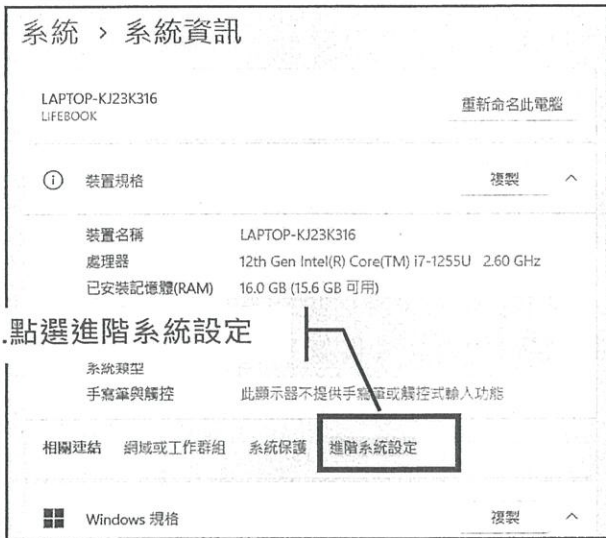 系統 > 系統資訊
LAPTOP-KJ23K316
LIFEBOOK
重新命名此電腦
裝置規格
複製
裝置名稱 LAPTOP-KJ23K316
處理器 12th Gen Intel(R) Core(TM) i7-1255U 2.60 GHz
已安裝記憶體(RAM) 16.0 GB (15.6 GB 可用)
.點選進階系統設定
系統類型
手寫筆與觸控 此顯示器不提供手寫筆或觸控式輸入功能
相關連結 網域或工作群組 系統保護 進階系統設定
Windows 規格
複製